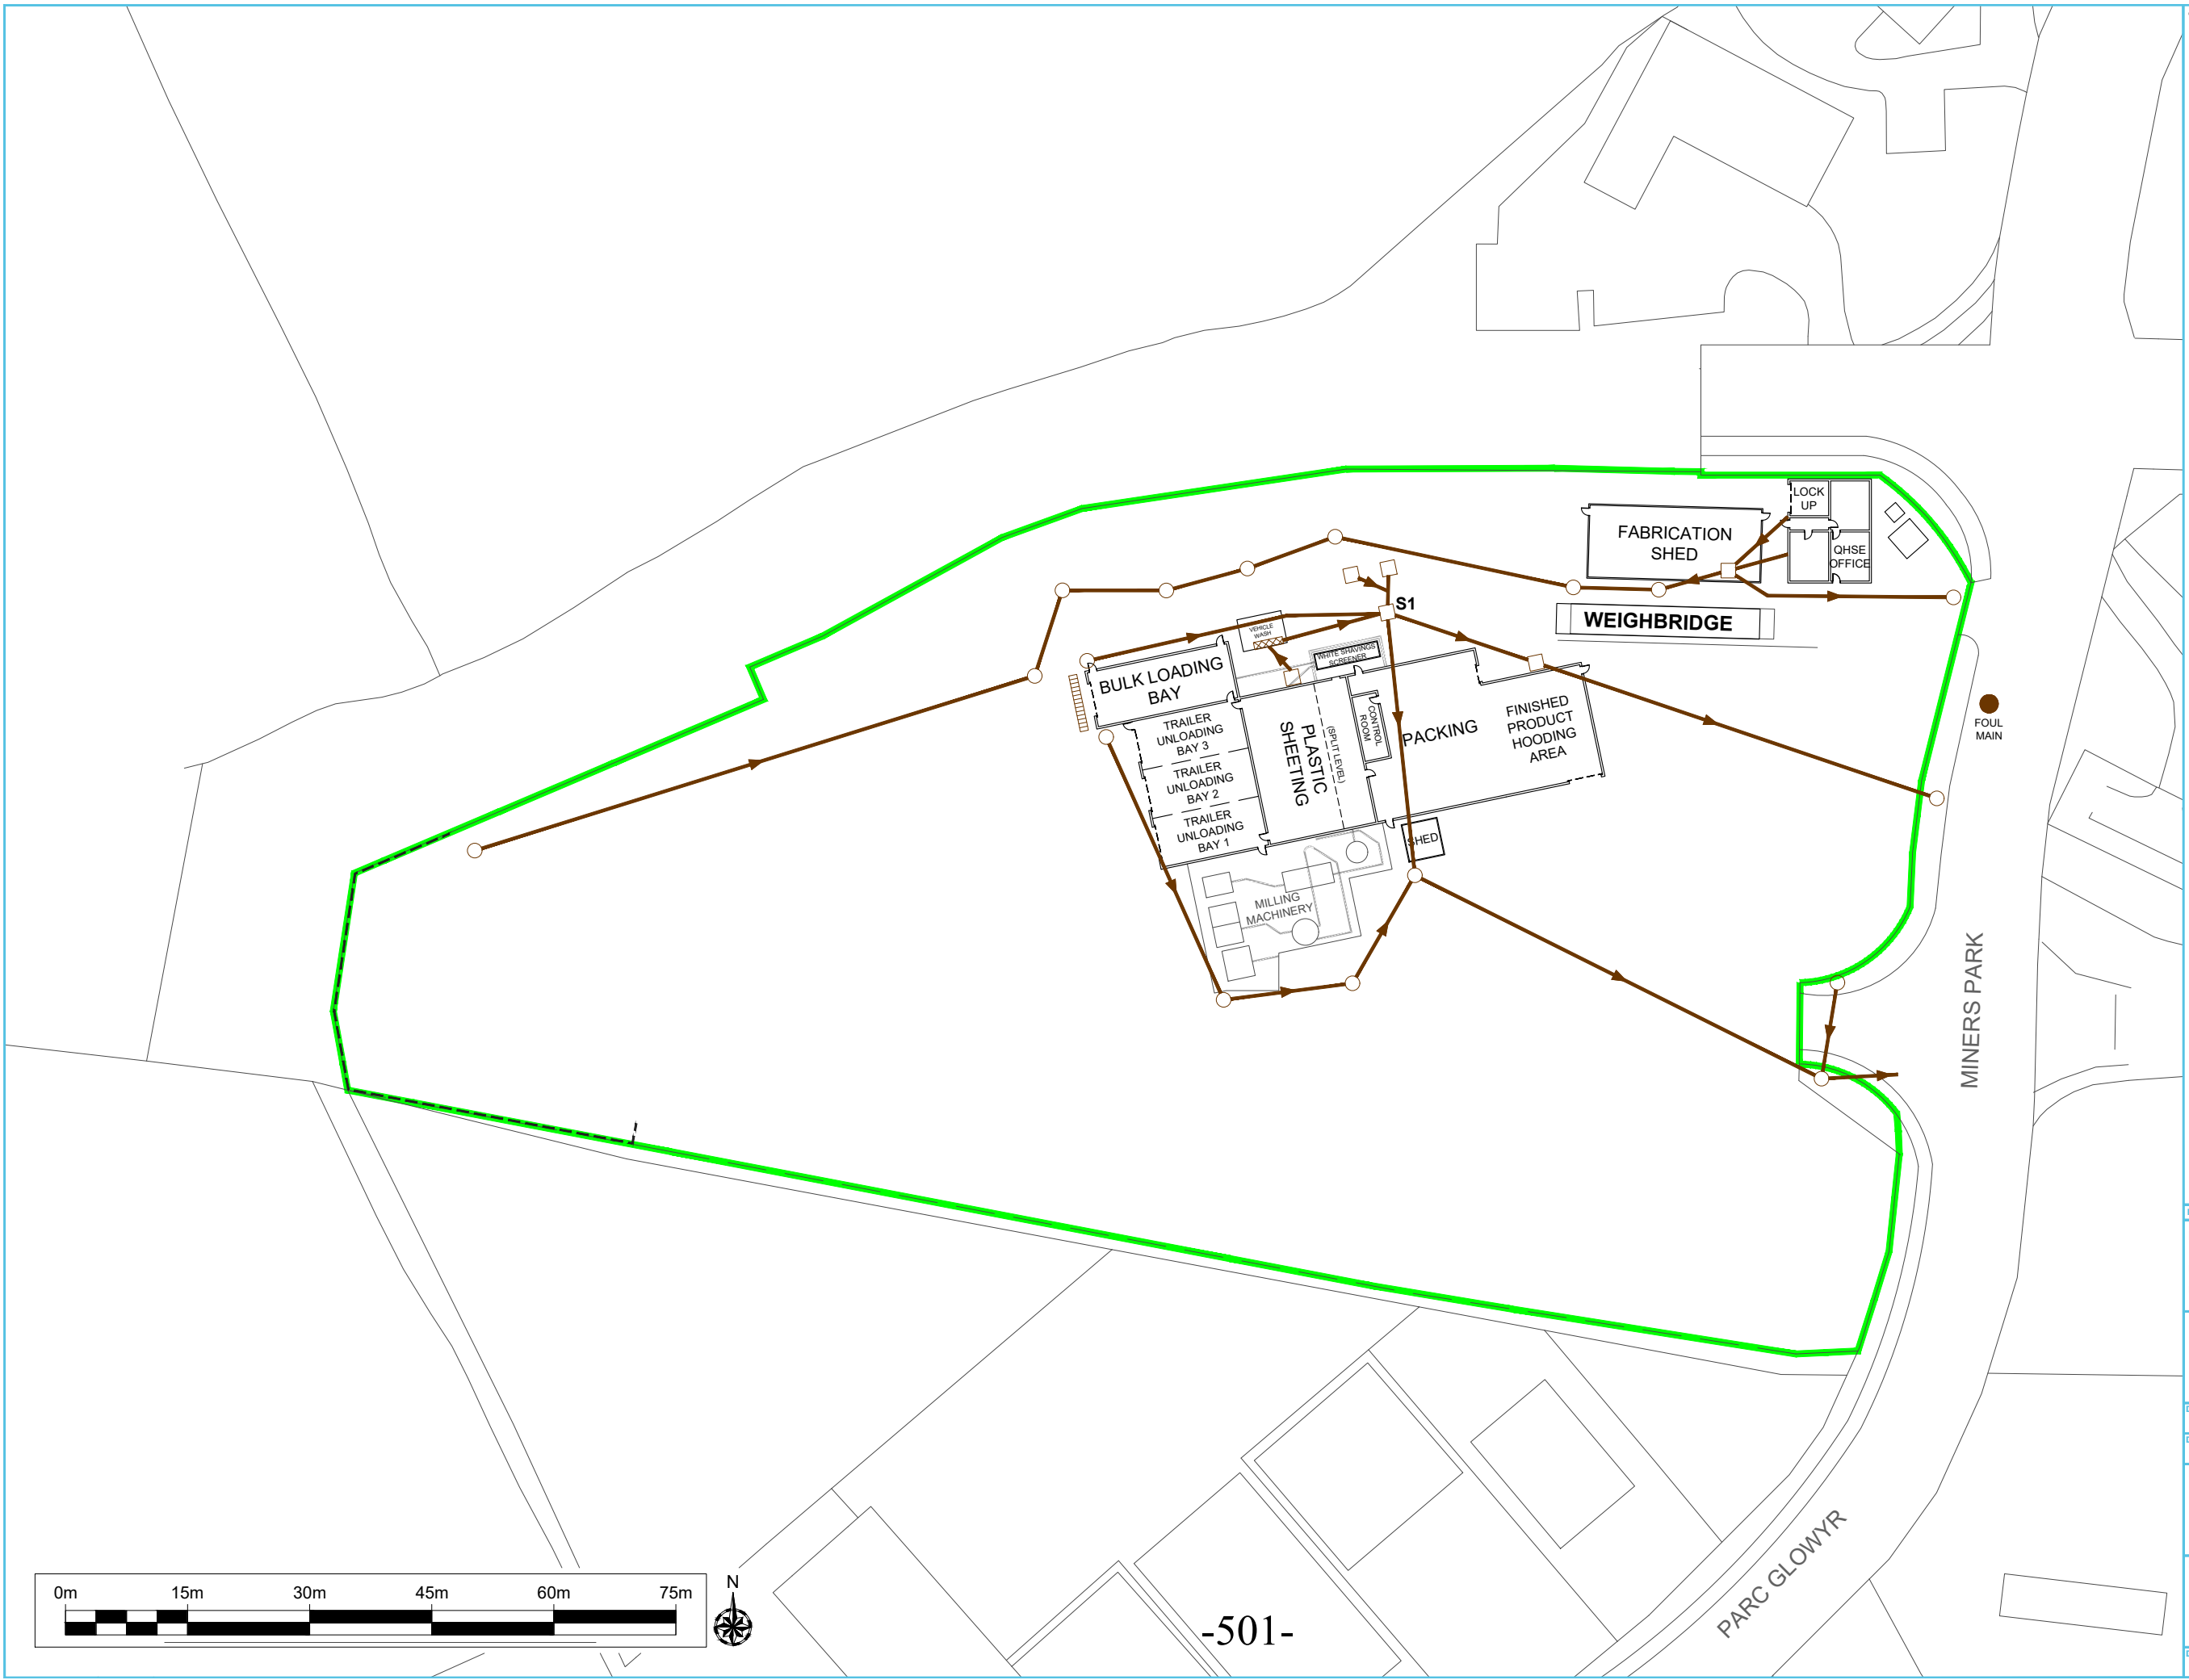 LOCK
UP
FABRICATION
SHED
QHSE
OFFICE
S1
WEIGHBRIDGE
VEHICLE
WASH
WHITE SHAVINGS
SCREENER
BULK LOADING
BAY
TRAILER
UNLOADING
BAY 3
TRAILER
UNLOADING
BAY 2
TRAILER
UNLOADING
BAY 1
PLASTIC
SHEETING
(SPLIT LEVEL)
CONTROL
ROOM
PACKING
FINISHED
PRODUCT
HOODING
AREA
FOUL
MAIN
SHED
MILLING
MACHINERY
MINERS PARK
PARC GLOWYR
0m 15m 30m 45m 60m 75m
N
-501-